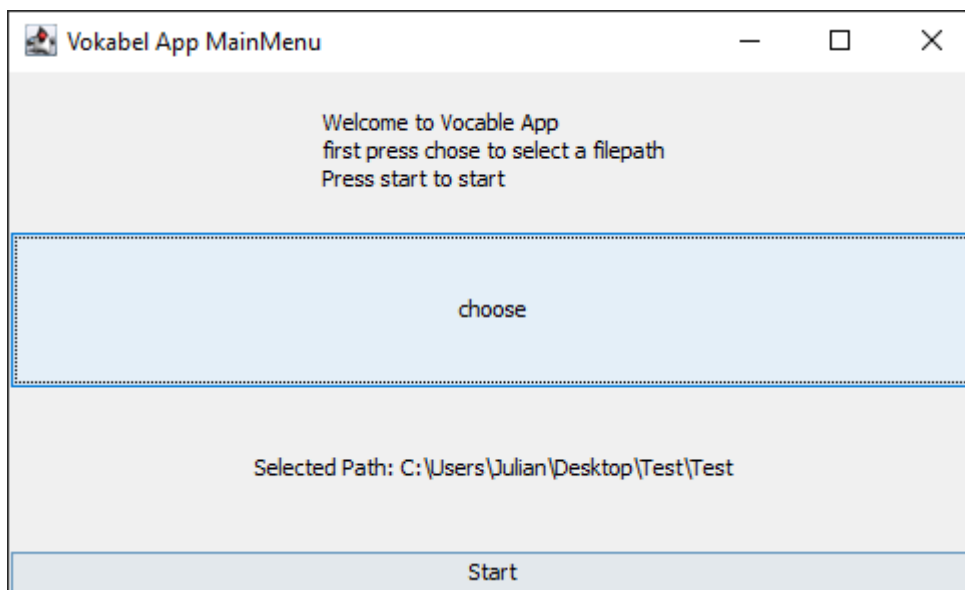 Vokabel App MainMenu
Welcome to Vocable App
first press chose to select a filepath
Press start to start
choose
Selected Path: C:\Users\Julian\Desktop\Test\Test
Start